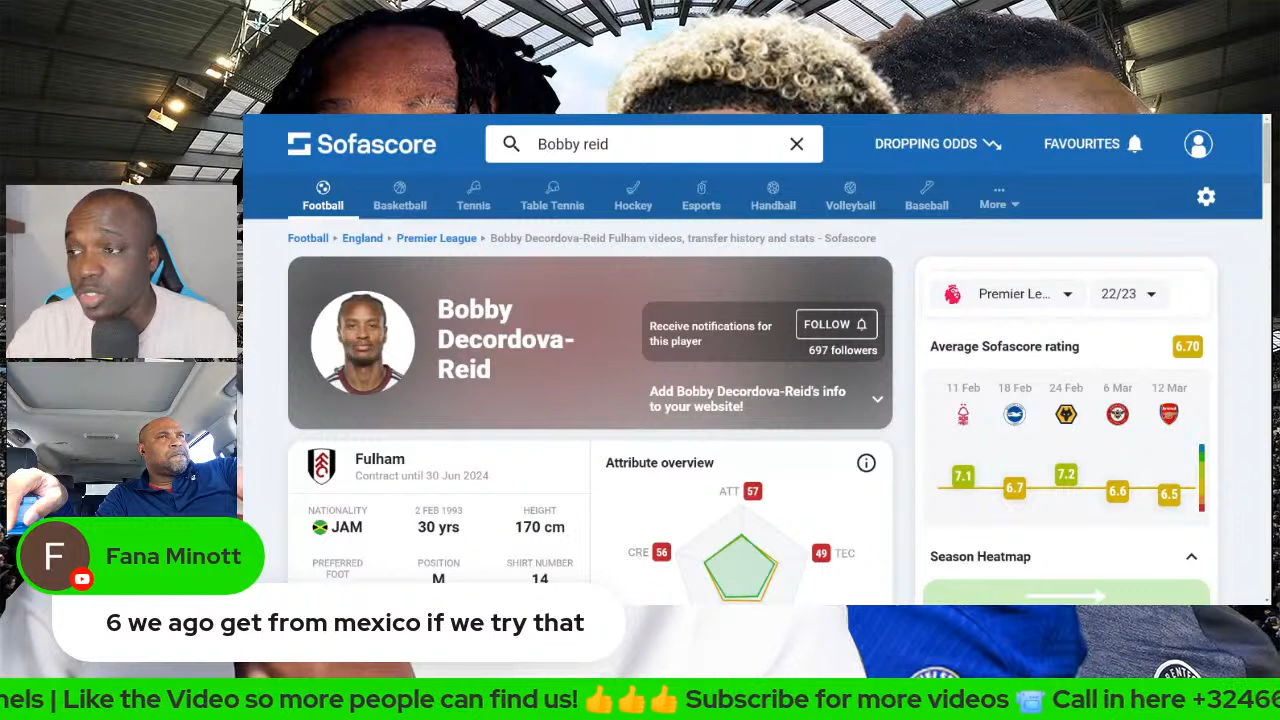 Sofascore
Bobby reid
DROPPING ODDS
FAVOURITES
Football
Basketball
Tennis
Table Tennis
Hockey
Esports
Handball
Volleyball
Baseball
More
Football
England
Premier League
Bobby Decordova-Reid Fulham videos, transfer history and stats - Sofascore
Bobby
Decordova-
Reid
Receive notifications for
this player
FOLLOW
697 followers
Add Bobby Decordova-Reid's info
to your website!
Premier Le...
22/23
Average Sofascore rating
6.70
11 Feb
18 Feb
24 Feb
6 Mar
12 Mar
7.1
6.7
7.2
6.6
6.5
Season Heatmap
Fulham
Contract until 30 Jun 2024
NATIONALITY
2 FEB 1993
HEIGHT
JAM
30 yrs
170 cm
PREFERRED
FOOT
POSITION
SHIRT NUMBER
M
14
Attribute overview
ATT 57
CRE 56
49 TEC
F
Fana Minott
6 we ago get from mexico if we try that
nels | Like the Video so more people can find us! 👍👍👍 Subscribe for more videos 📹 Call in here +3246